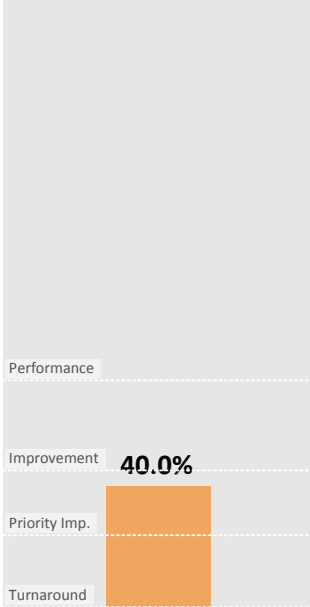 Performance
Improvement
40.0%
Priority Imp.
Turnaround